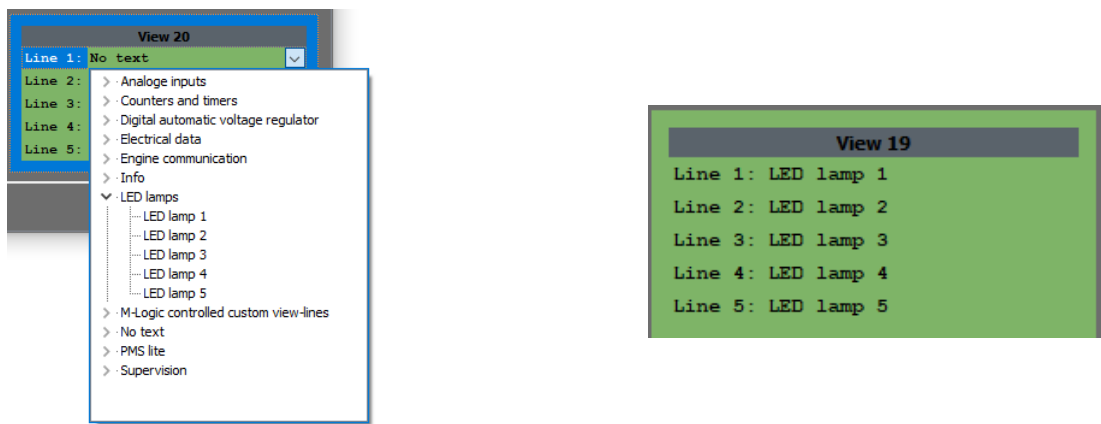 View 20
Line 1: No text
Line 2:
Line 3:
Line 4:
Line 5:
Analoge inputs
Counters and timers
Digital automatic voltage regulator
Electrical data
Engine communication
Info
LED lamps
LED lamp 1
LED lamp 2
LED lamp 3
LED lamp 4
LED lamp 5
M-Logic controlled custom view-lines
No text
PMS lite
Supervision
View 19
Line 1: LED lamp 1
Line 2: LED lamp 2
Line 3: LED lamp 3
Line 4: LED lamp 4
Line 5: LED lamp 5